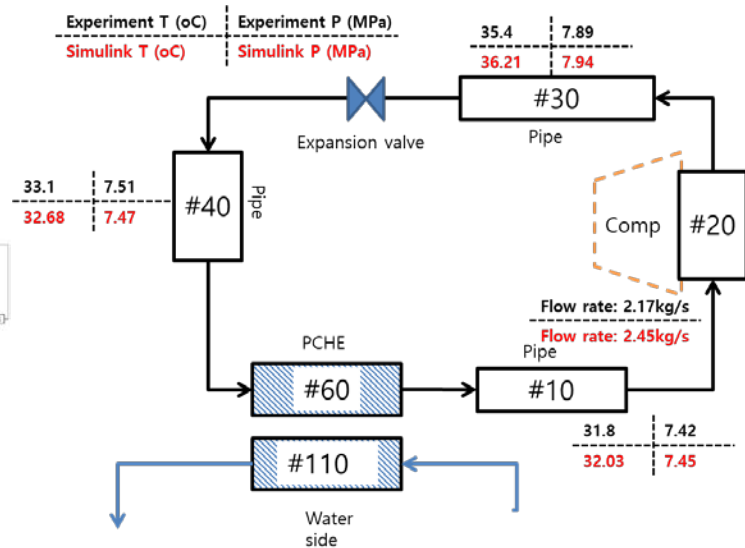 Experiment T (oC) Experiment P (MPa)
Simulink T (oC) Simulink P (MPa)
35.4 7.89
36.21 7.94
#30
Pipe
Expansion valve
33.1 7.51
32.68 7.47
#40
Pipe
Comp
#20
Flow rate: 2.17kg/s
Flow rate: 2.45kg/s
PCHE
#60
Pipe
#10
31.8 7.42
32.03 7.45
#110
Water
side